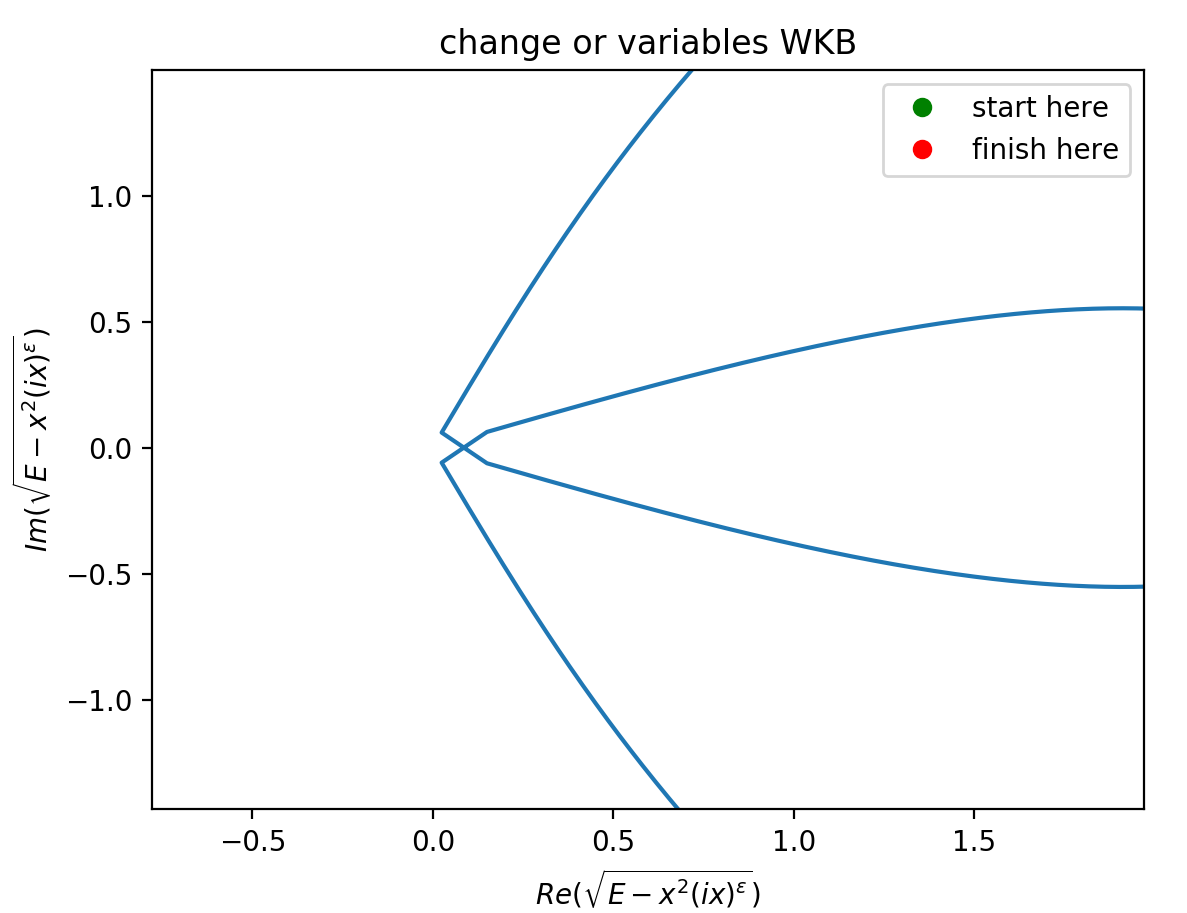 change or variables WKB
start here
finish here
1.0
0.5
0.0
−0.5
−1.0
Im(√E − x²(ix)^ε)
−0.5
0.0
0.5
1.0
1.5
Re(√E − x²(ix)^ε)